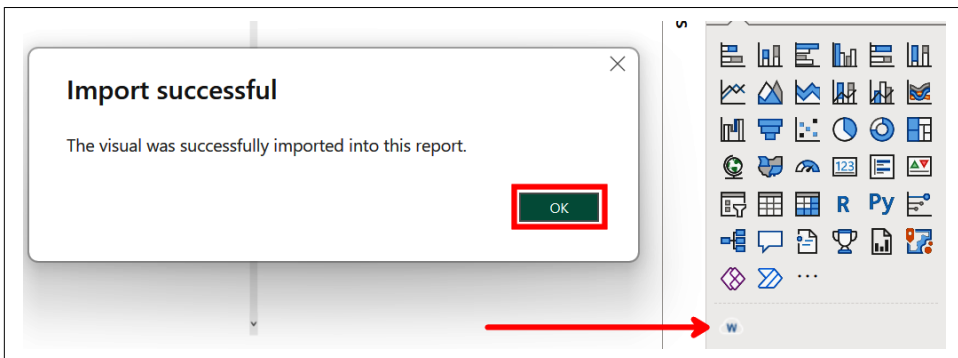 Import successful
The visual was successfully imported into this report.
OK
s
123
R Py
W